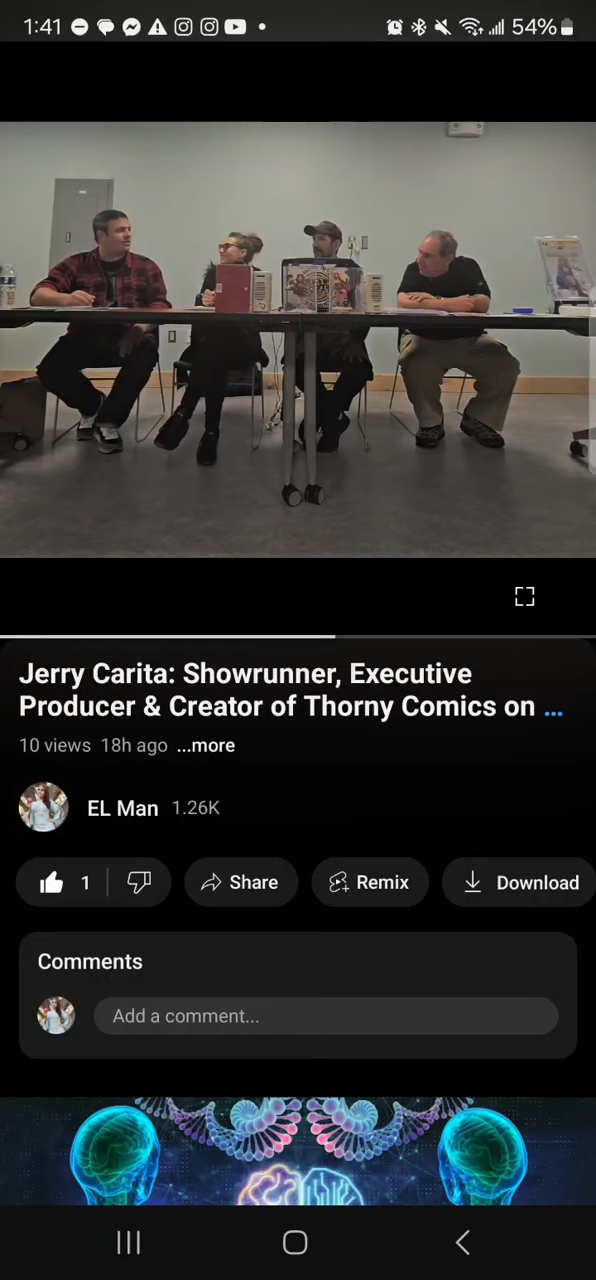 1:41
54%
Jerry Carita: Showrunner, Executive
Producer & Creator of Thorny Comics on ...
10 views 18h ago ...more
EL Man 1.26K
1
Share
Remix
Download
Comments
Add a comment...